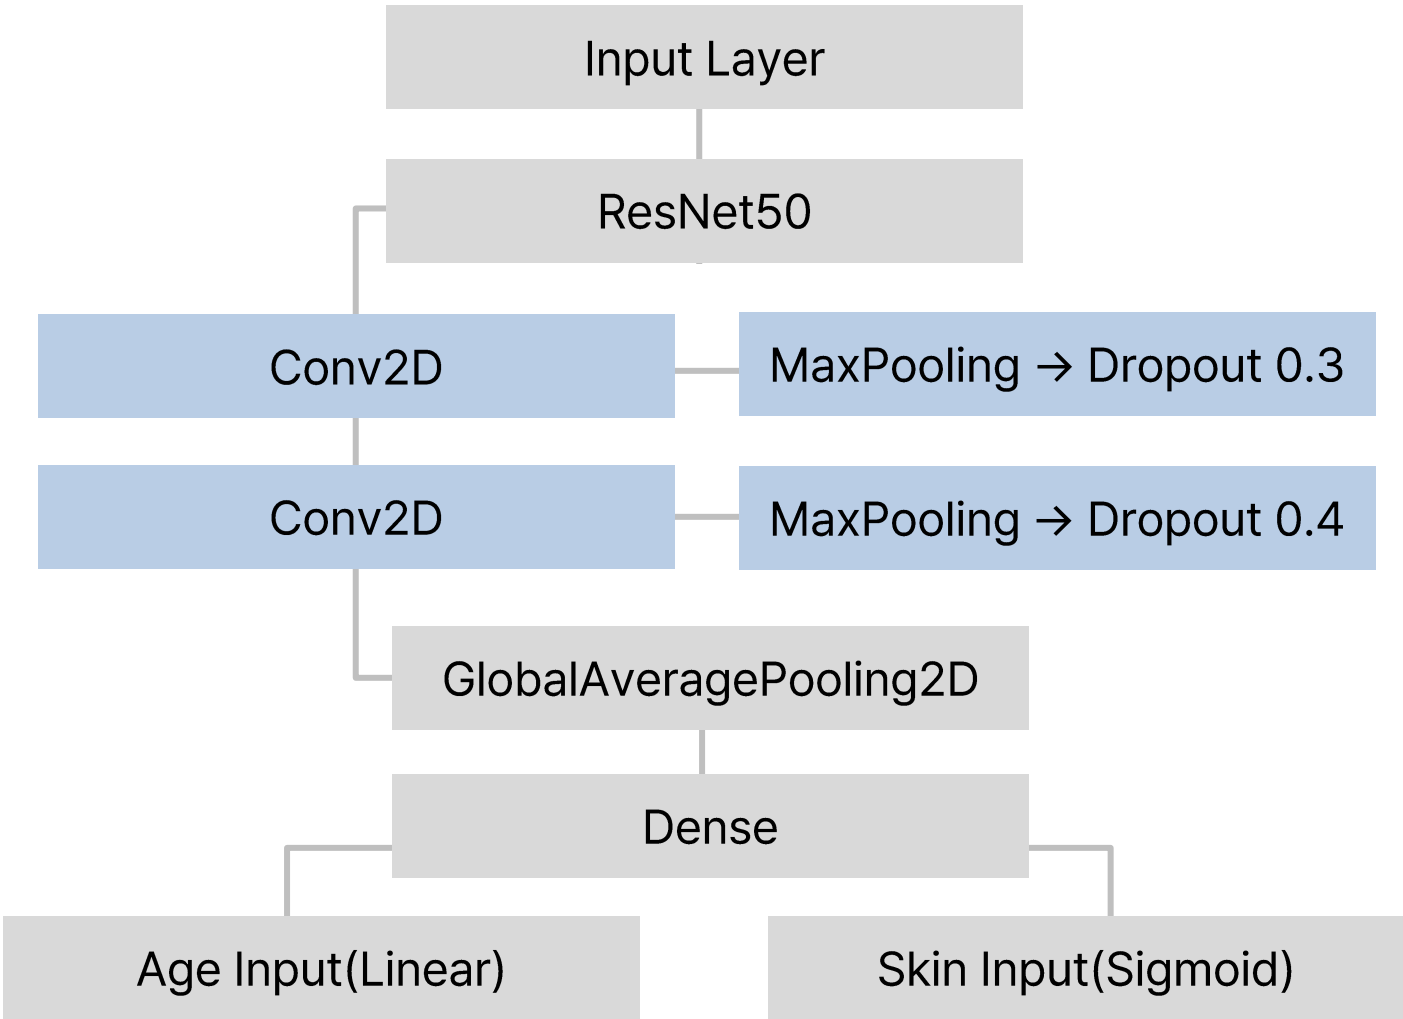 Input Layer
ResNet50
Conv2D
MaxPooling → Dropout 0.3
Conv2D
MaxPooling → Dropout 0.4
GlobalAveragePooling2D
Dense
Age Input(Linear)
Skin Input(Sigmoid)